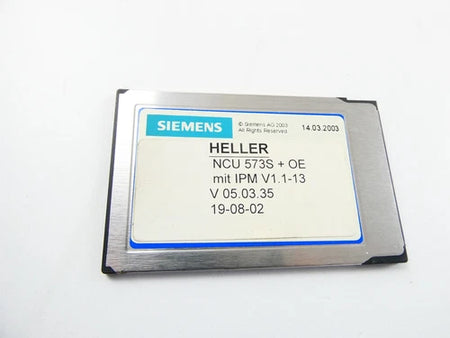 SIEMENS
© Siemens AG 2003
All Rights Reserved
14.03.2003
HELLER
NCU 573S + OE
mit IPM V1.1-13
V 05.03.35
19-08-02